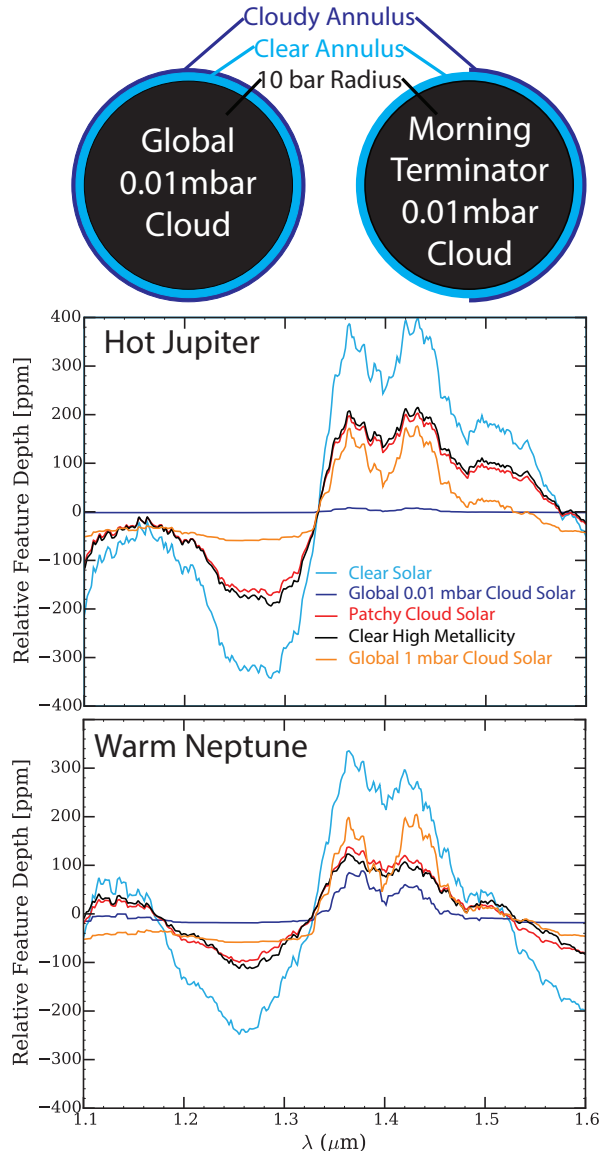 Cloudy Annulus
Clear Annulus
10 bar Radius
Global
0.01mbar
Cloud
Morning
Terminator
0.01mbar
Cloud
Hot Jupiter
Relative Feature Depth [ppm]
400
300
200
100
0
−100
−200
−300
−400
Clear Solar
Global 0.01 mbar Cloud Solar
Patchy Cloud Solar
Clear High Metallicity
Global 1 mbar Cloud Solar
Warm Neptune
Relative Feature Depth [ppm]
300
200
100
0
−100
−200
−300
−400
1.1 1.2 1.3 1.4 1.5 1.6
λ (μm)